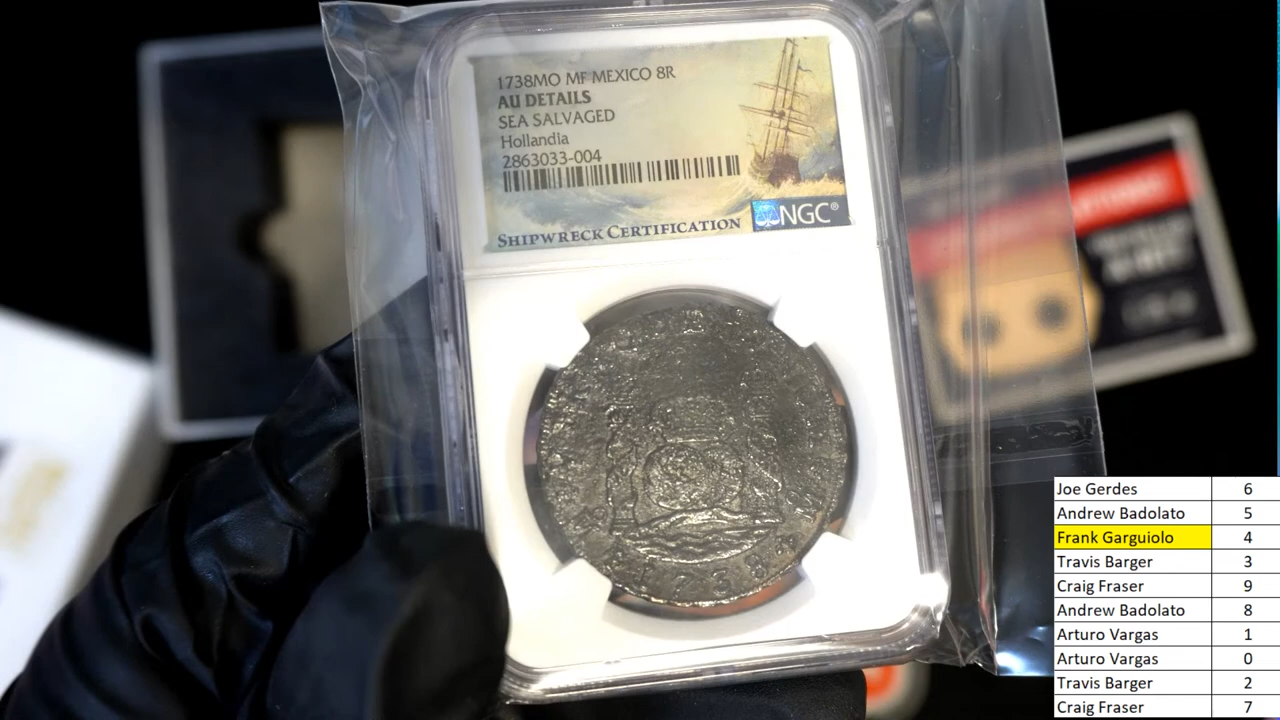 1738MO MF MEXICO 8R
AU DETAILS
SEA SALVAGED
Hollandia
2863033-004
SHIPWRECK CERTIFICATION
NGC®
1738
Joe Gerdes 6
Andrew Badolato 5
Frank Garguiolo 4
Travis Barger 3
Craig Fraser 9
Andrew Badolato 8
Arturo Vargas 1
Arturo Vargas 0
Travis Barger 2
Craig Fraser 7